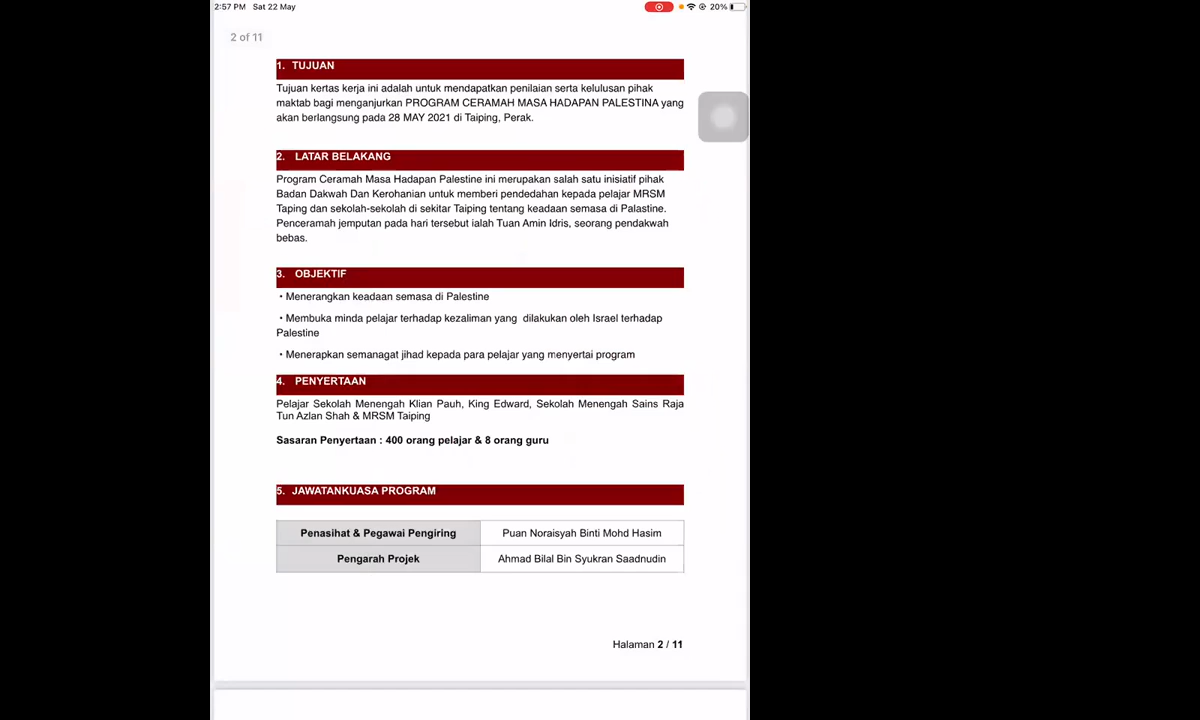 2:57 PM Sat 22 May
20%
2 of 11
1. TUJUAN
Tujuan kertas kerja ini adalah untuk mendapatkan penilaian serta kelulusan pihak
maktab bagi menganjurkan PROGRAM CERAMAH MASA HADAPAN PALESTINA yang
akan berlangsung pada 28 MAY 2021 di Taiping, Perak.
2. LATAR BELAKANG
Program Ceramah Masa Hadapan Palestine ini merupakan salah satu inisiatif pihak
Badan Dakwah Dan Kerohanian untuk memberi pendedahan kepada pelajar MRSM
Taping dan sekolah-sekolah di sekitar Taiping tentang keadaan semasa di Palastine.
Penceramah jemputan pada hari tersebut ialah Tuan Amin Idris, seorang pendakwah
bebas.
3. OBJEKTIF
• Menerangkan keadaan semasa di Palestine
• Membuka minda pelajar terhadap kezaliman yang dilakukan oleh Israel terhadap
Palestine
• Menerapkan semanagat jihad kepada para pelajar yang menyertai program
4. PENYERTAAN
Pelajar Sekolah Menengah Klian Pauh, King Edward, Sekolah Menengah Sains Raja
Tun Azlan Shah & MRSM Taiping
Sasaran Penyertaan : 400 orang pelajar & 8 orang guru
5. JAWATANKUASA PROGRAM
Penasihat & Pegawai Pengiring Puan Noraisyah Binti Mohd Hasim
Pengarah Projek Ahmad Bilal Bin Syukran Saadnudin
Halaman 2 / 11